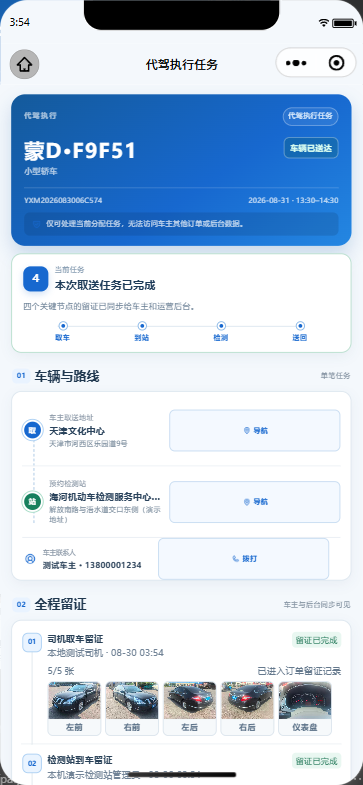 3:54
代驾执行任务
代驾执行
代驾执行任务
蒙D·F9F51
车辆已送达
小型轿车
YXM2026083006C574
2026-08-31 · 13:30-14:30
仅可处理当前分配任务，无法访问车主其他订单或后台数据。
4
当前任务
本次取送任务已完成
四个关键节点的留证已同步给车主和运营后台。
取车
到站
检测
送回
01
车辆与路线
单笔任务
取
车主取送地址
天津文化中心
天津市河西区乐园道9号
导航
站
预约检测站
海河机动车检测服务中心...
解放南路与浯水道交口东侧（演示
地址）
导航
车主联系人
测试车主 · 13800001234
拨打
02
全程留证
车主与后台同步可见
01
司机取车留证
留证已完成
本地测试司机 · 08-30 03:54
5/5 张
已进入订单留证记录
左前
右前
左后
右后
仪表盘
02
检测站到车留证
留证已完成
本机演示检测站管理员